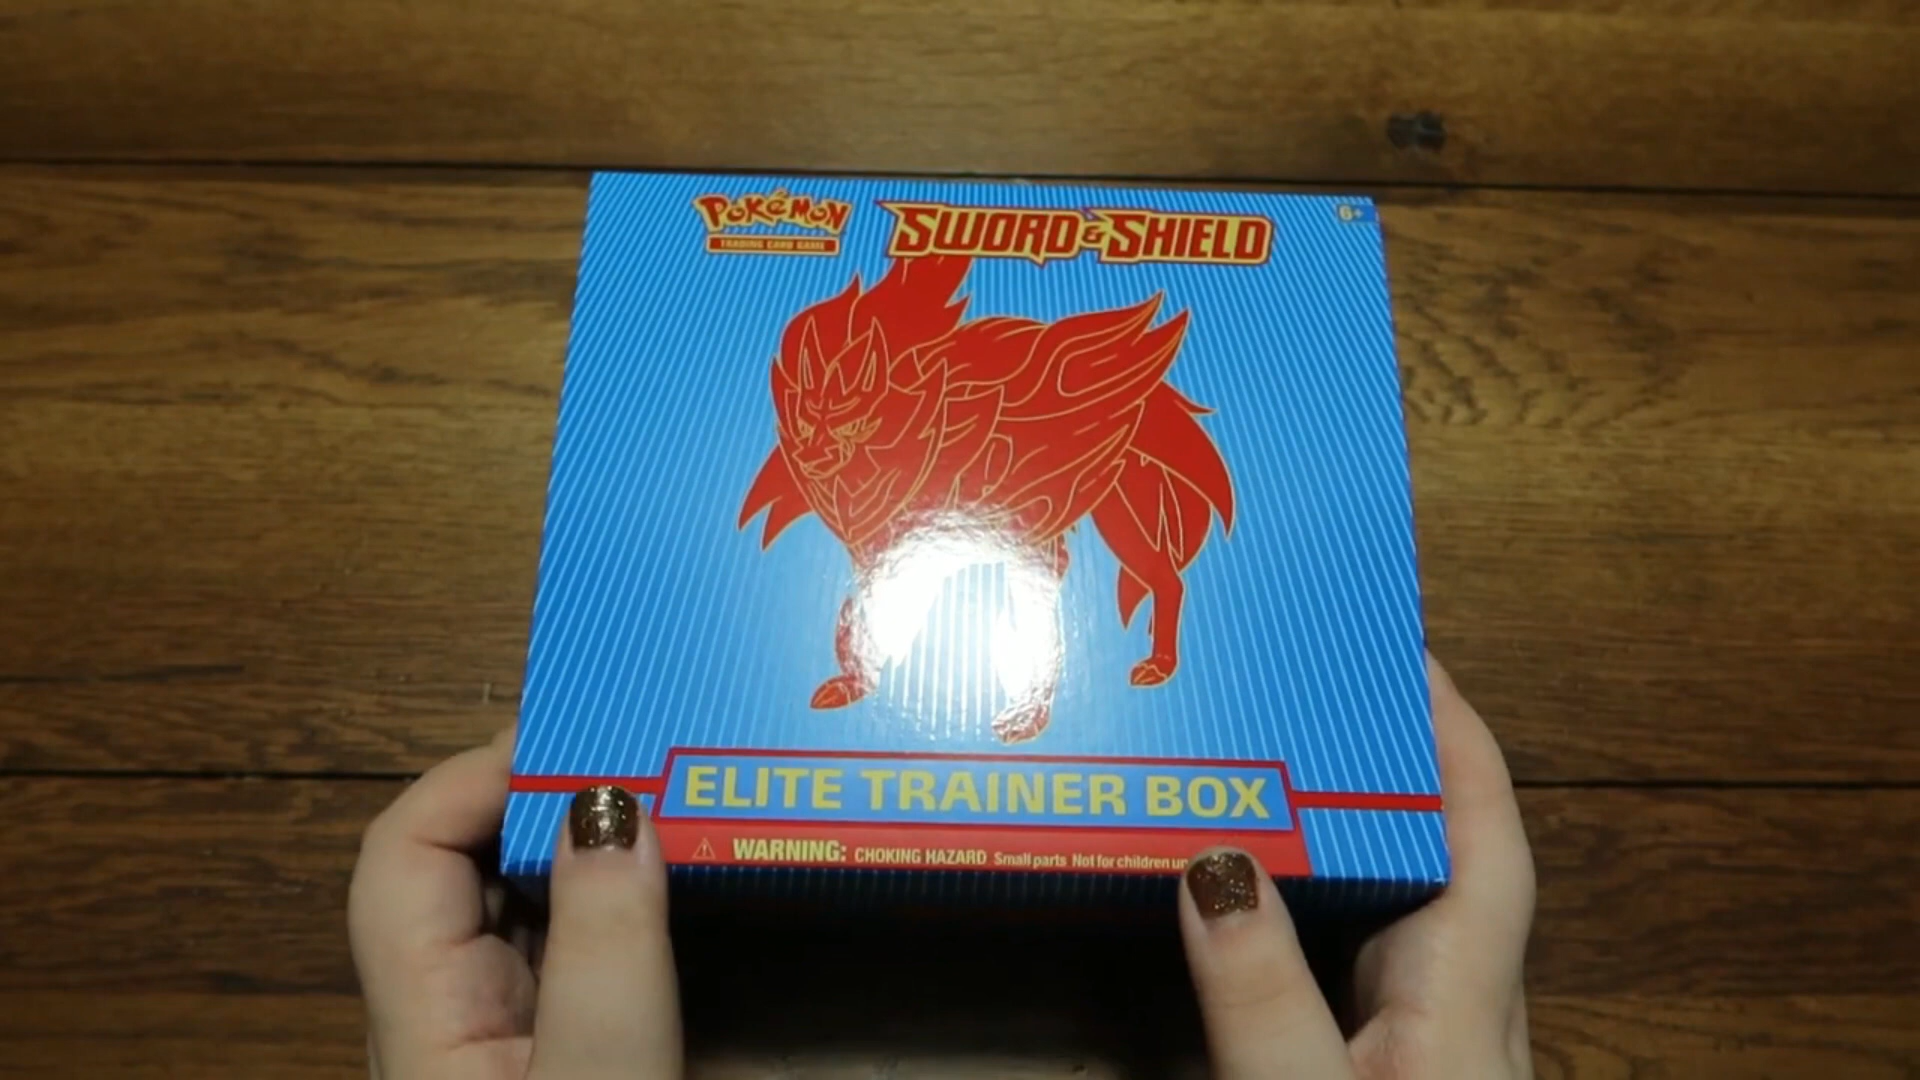 POKéMON
TRADING CARD GAME
SWORD & SHIELD
6+
ELITE TRAINER BOX
WARNING: CHOKING HAZARD Small parts Not for children